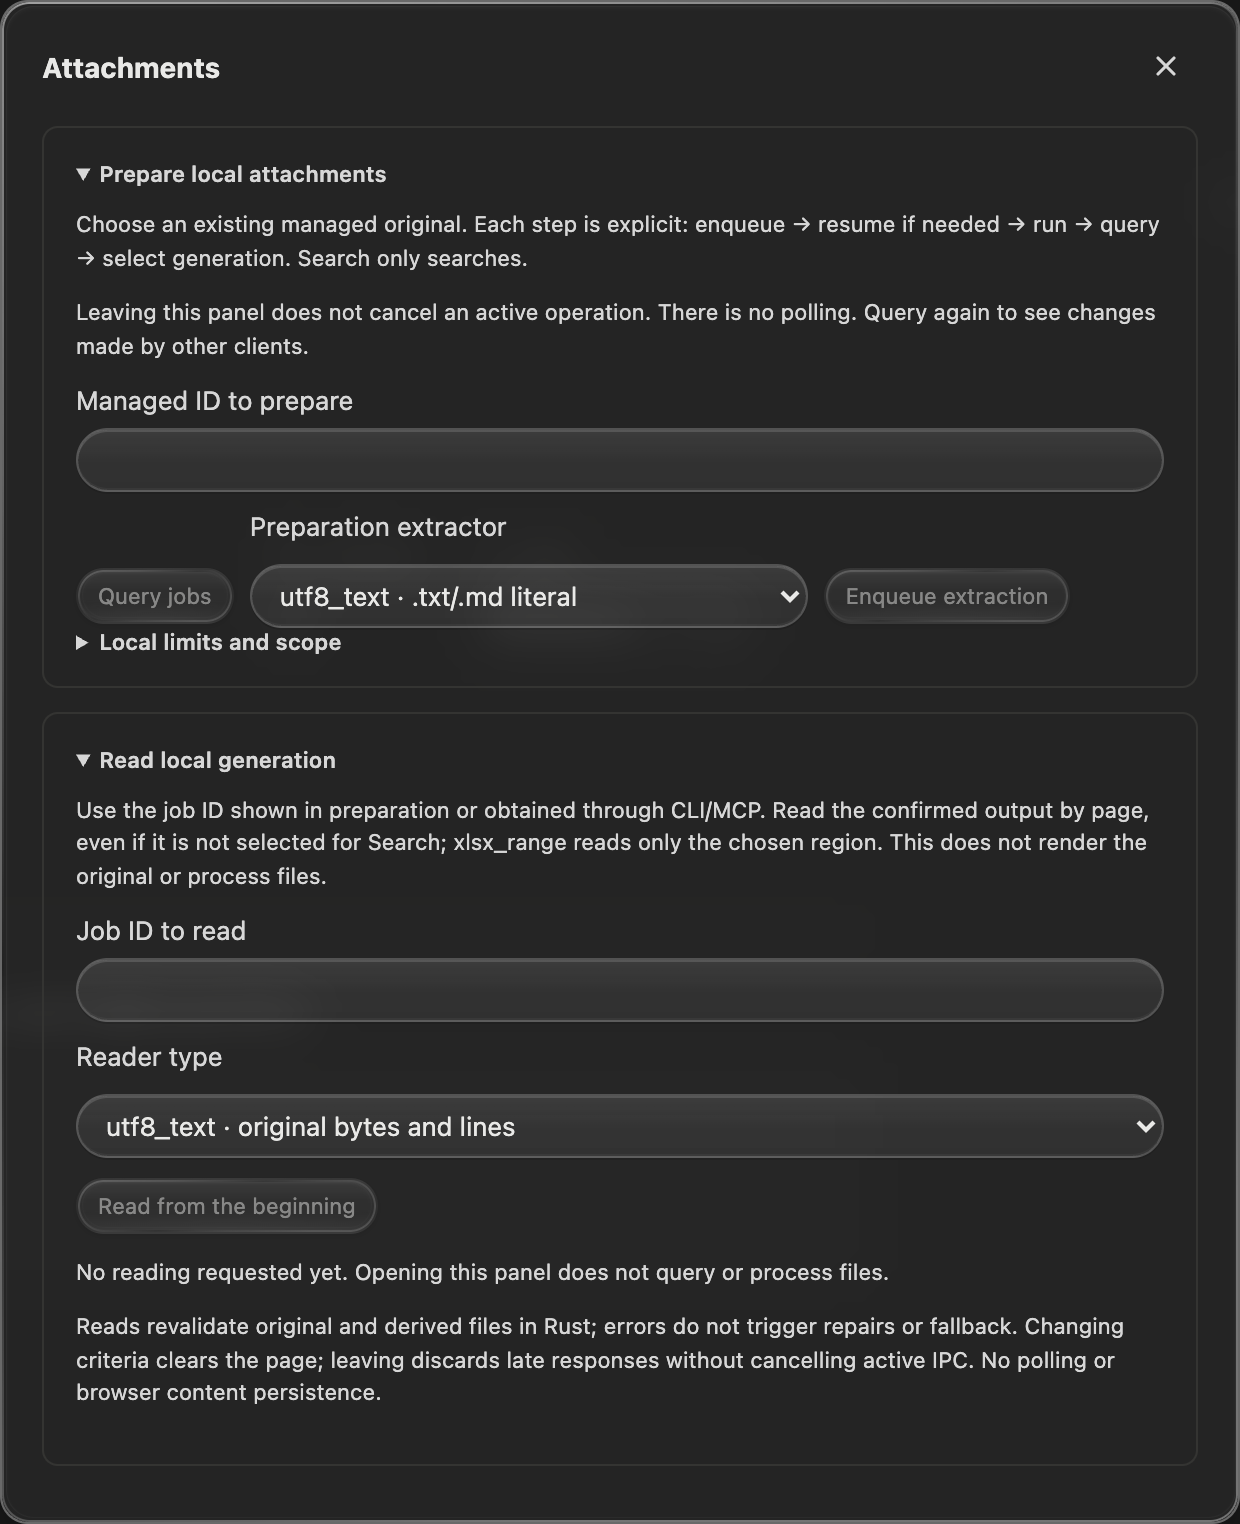 Attachments
▼ Prepare local attachments
Choose an existing managed original. Each step is explicit: enqueue → resume if needed → run → query
→ select generation. Search only searches.
Leaving this panel does not cancel an active operation. There is no polling. Query again to see changes
made by other clients.
Managed ID to prepare
Preparation extractor
Query jobs
utf8_text · .txt/.md literal
Enqueue extraction
▶ Local limits and scope
▼ Read local generation
Use the job ID shown in preparation or obtained through CLI/MCP. Read the confirmed output by page,
even if it is not selected for Search; xlsx_range reads only the chosen region. This does not render the
original or process files.
Job ID to read
Reader type
utf8_text · original bytes and lines
Read from the beginning
No reading requested yet. Opening this panel does not query or process files.
Reads revalidate original and derived files in Rust; errors do not trigger repairs or fallback. Changing
criteria clears the page; leaving discards late responses without cancelling active IPC. No polling or
browser content persistence.